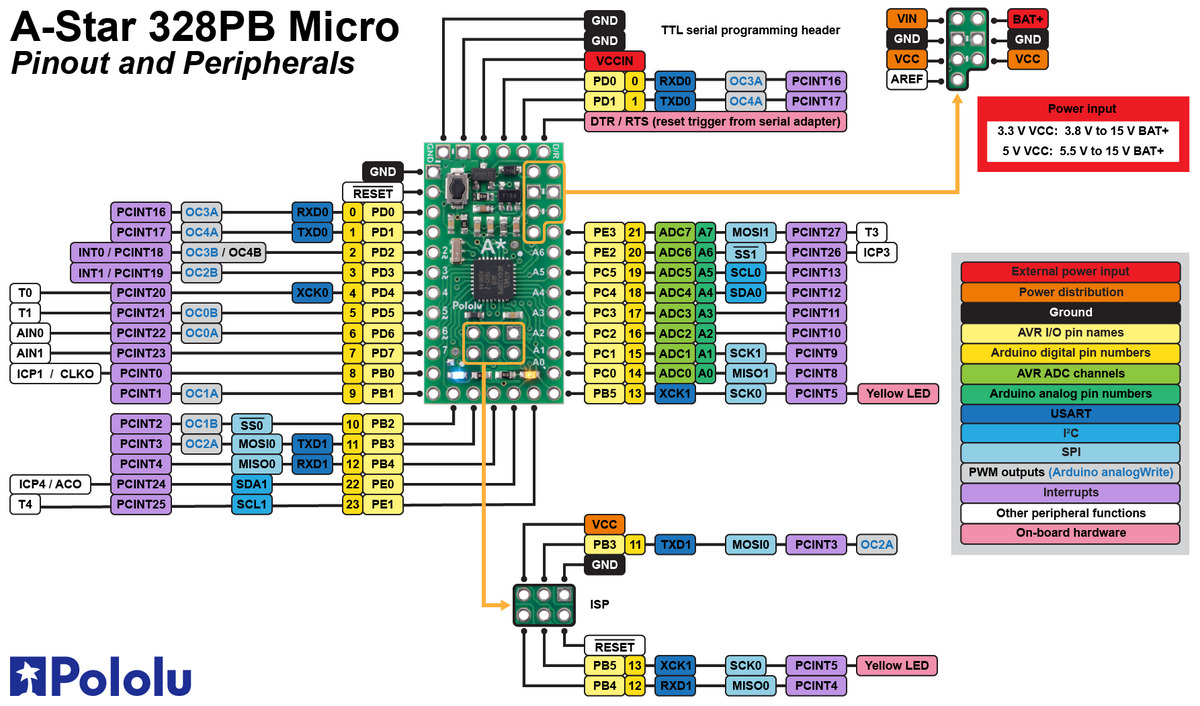 A-Star 328PB Micro
Pinout and Peripherals
GND
GND
TTL serial programming header
VCCIN
PD0 0 RXD0 OC3A PCINT16
PD1 1 TXD0 OC4A PCINT17
DTR / RTS (reset trigger from serial adapter)
VIN BAT+
GND GND
VCC VCC
AREF
Power input
3.3 V VCC: 3.8 V to 15 V BAT+
5 V VCC: 5.5 V to 15 V BAT+
GND
RESET
PCINT16 OC3A RXD0 0 PD0
PCINT17 OC4A TXD0 1 PD1
INT0 / PCINT18 OC3B / OC4B 2 PD2
INT1 / PCINT19 OC2B 3 PD3
T0 PCINT20 XCK0 4 PD4
T1 PCINT21 OC0B 5 PD5
AIN0 PCINT22 OC0A 6 PD6
AIN1 PCINT23 7 PD7
ICP1 / CLKO PCINT0 8 PB0
PCINT1 OC1A 9 PB1
PCINT2 OC1B SS0 10 PB2
PCINT3 OC2A MOSI0 TXD1 11 PB3
PCINT4 MISO0 RXD1 12 PB4
ICP4 / ACO PCINT24 SDA1 22 PE0
T4 PCINT25 SCL1 23 PE1
GND D/R
A*
2 A6
3 A5
4 A4
Pololu
5 A3
6 A2
7 A1
A0
PE3 21 ADC7 A7 MOSI1 PCINT27 T3
PE2 20 ADC6 A6 SS1 PCINT26 ICP3
PC5 19 ADC5 A5 SCL0 PCINT13
PC4 18 ADC4 A4 SDA0 PCINT12
PC3 17 ADC3 A3 PCINT11
PC2 16 ADC2 A2 PCINT10
PC1 15 ADC1 A1 SCK1 PCINT9
PC0 14 ADC0 A0 MISO1 PCINT8
PB5 13 XCK1 SCK0 PCINT5 Yellow LED
External power input
Power distribution
Ground
AVR I/O pin names
Arduino digital pin numbers
AVR ADC channels
Arduino analog pin numbers
USART
I²C
SPI
PWM outputs (Arduino analogWrite)
Interrupts
Other peripheral functions
On-board hardware
VCC
PB3 11 TXD1 MOSI0 PCINT3 OC2A
GND
ISP
RESET
PB5 13 XCK1 SCK0 PCINT5 Yellow LED
PB4 12 RXD1 MISO0 PCINT4
Pololu